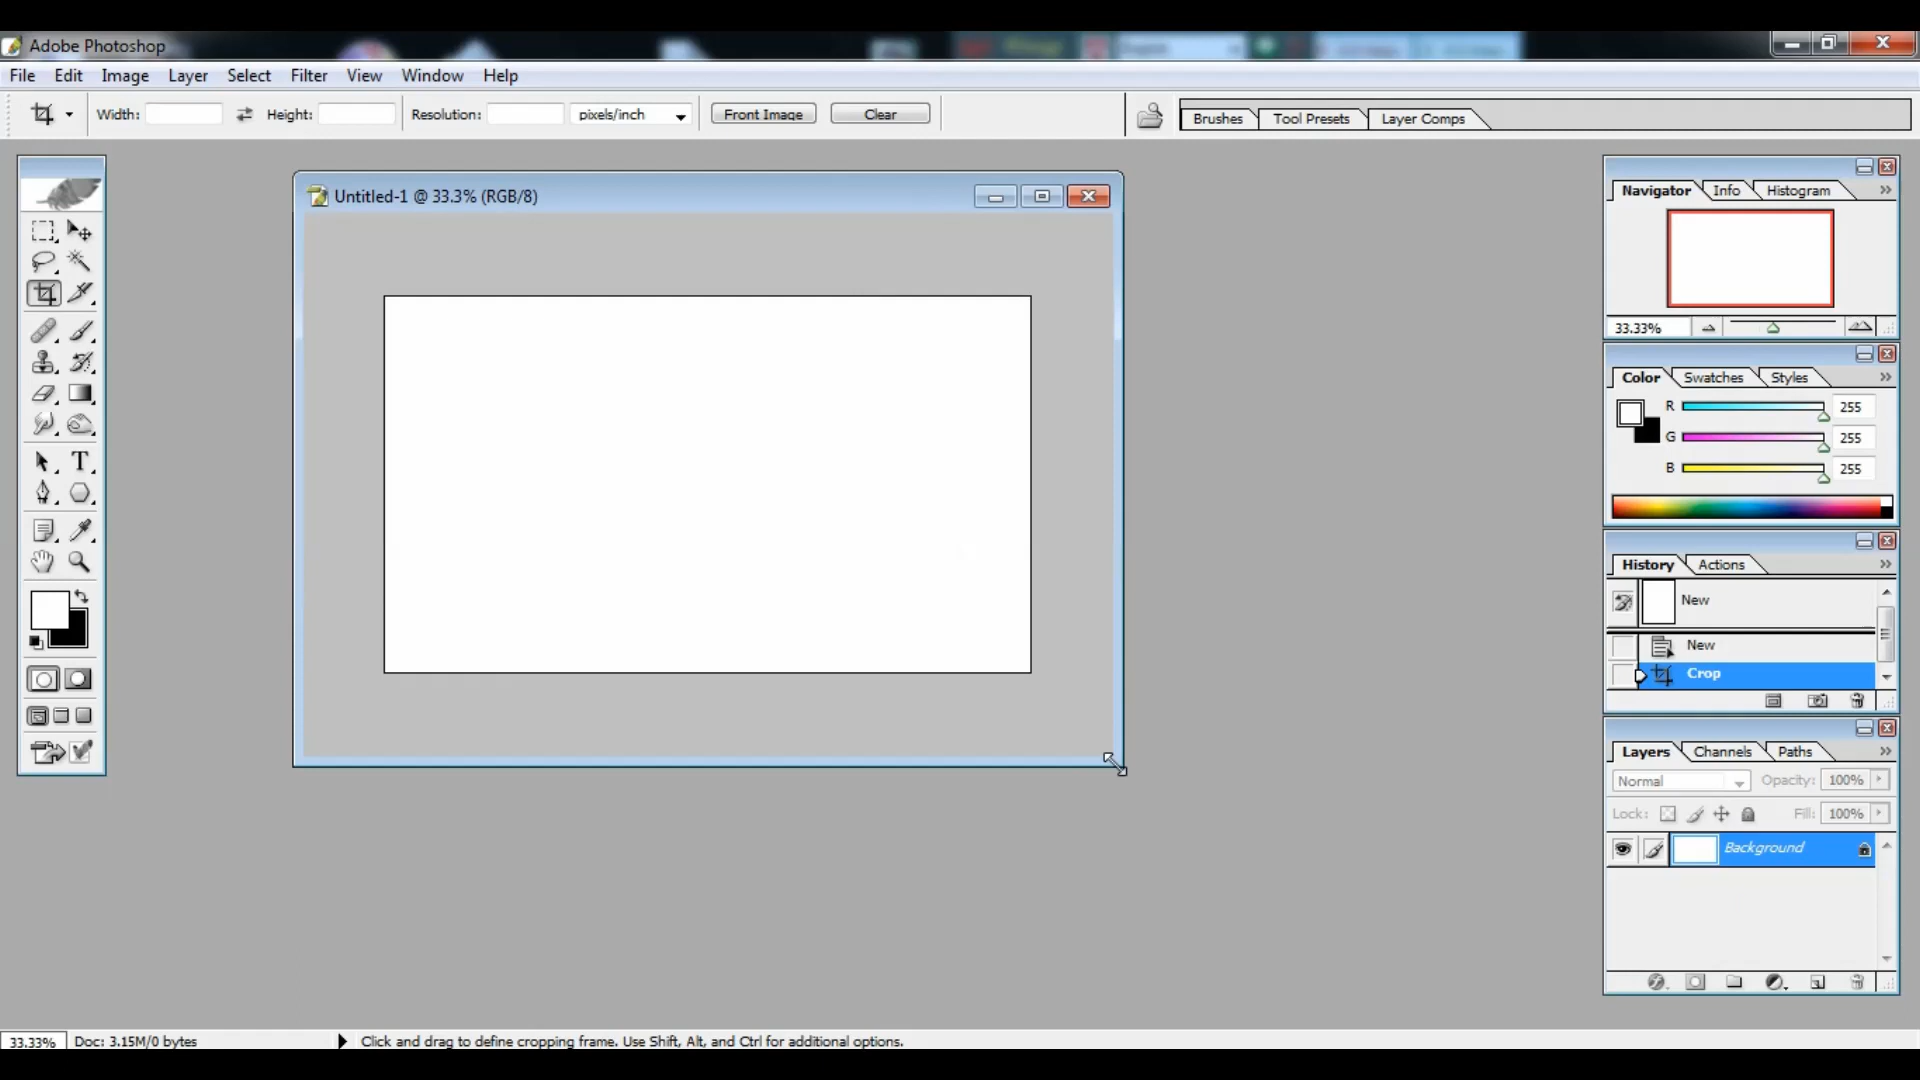 Adobe Photoshop
File Edit Image Layer Select Filter View Window Help
Width: Height: Resolution: pixels/inch Front Image Clear Brushes Tool Presets Layer Comps
Untitled-1 @ 33.3% (RGB/8)
Navigator Info Histogram
33.33%
Color Swatches Styles
R 255
G 255
B 255
History Actions
New
New
Crop
Layers Channels Paths
Normal Opacity: 100%
Lock: Fill: 100%
Background
T
33.33% Doc: 3.15M/0 bytes Click and drag to define cropping frame. Use Shift, Alt, and Ctrl for additional options.